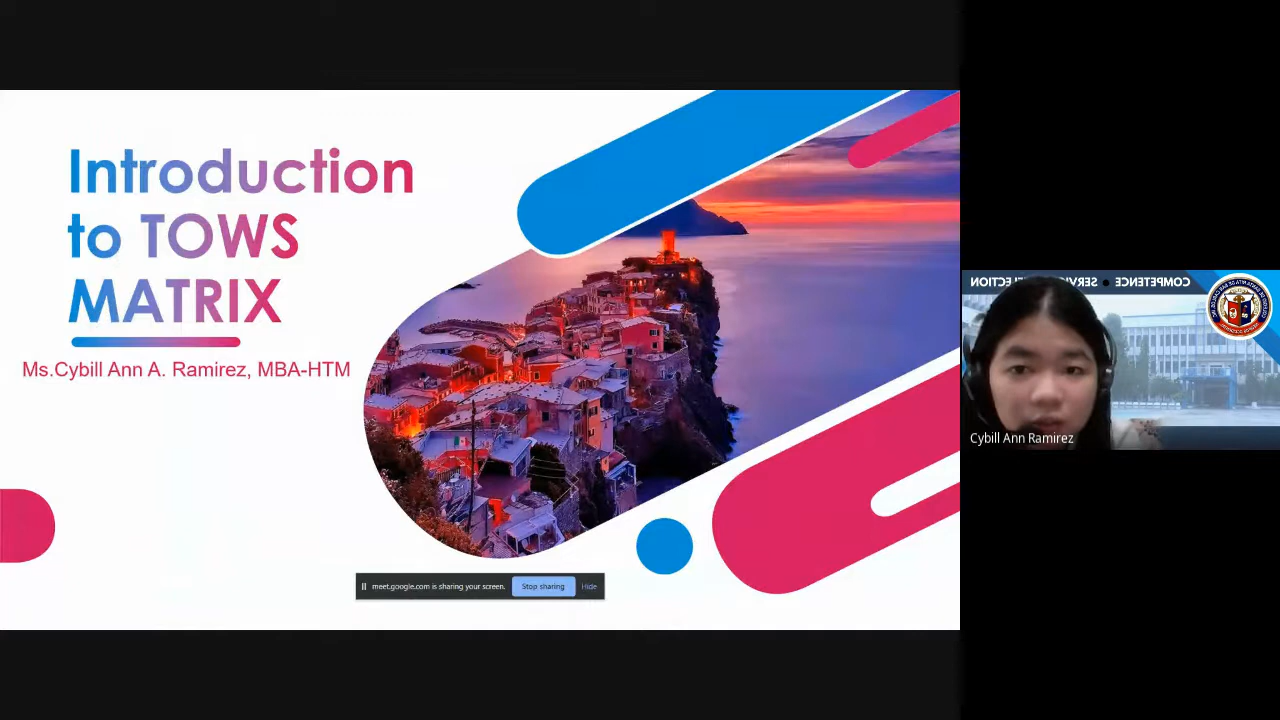 Introduction
to TOWS
MATRIX
Ms.Cybill Ann A. Ramirez, MBA-HTM
meet.google.com is sharing your screen.
Stop sharing
Hide
COMPETENCE
Cybill Ann Ramirez